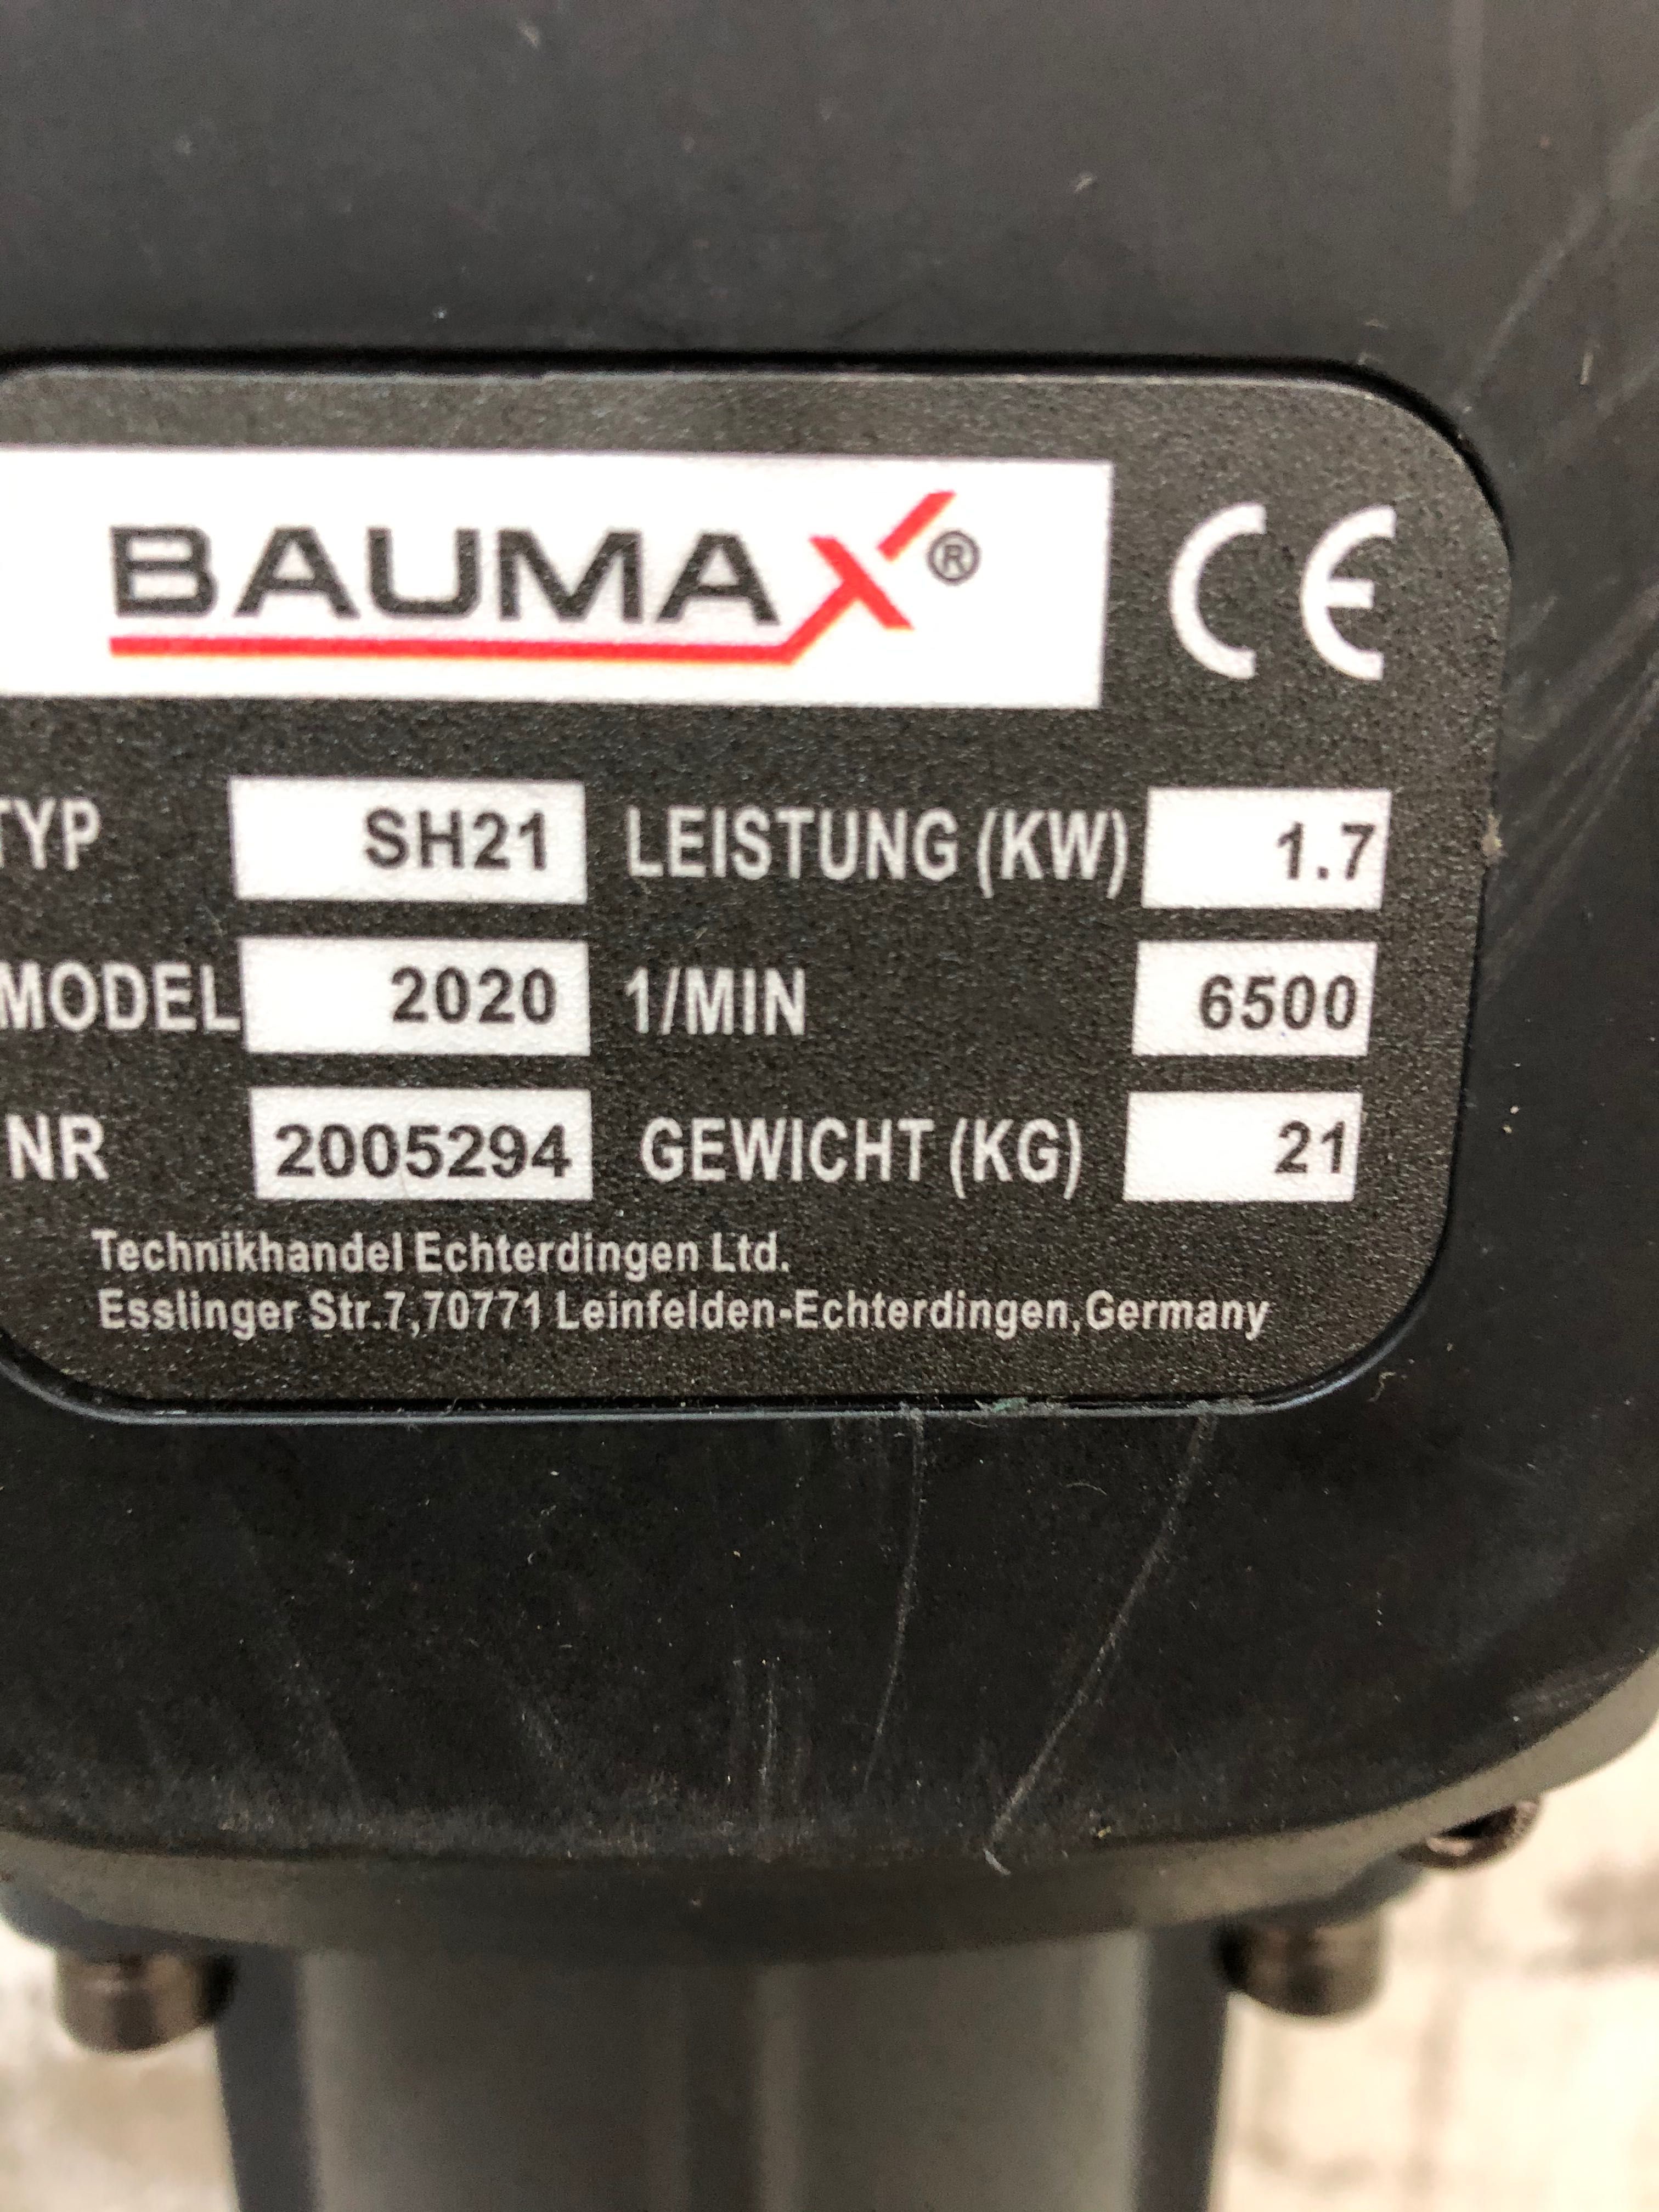 BAUMAX® CE
TYP SH21 LEISTUNG (KW) 1.7
MODEL 2020 1/MIN 6500
NR 2005294 GEWICHT (KG) 21
Technikhandel Echterdingen Ltd.
Esslinger Str.7,70771 Leinfelden-Echterdingen,Germany